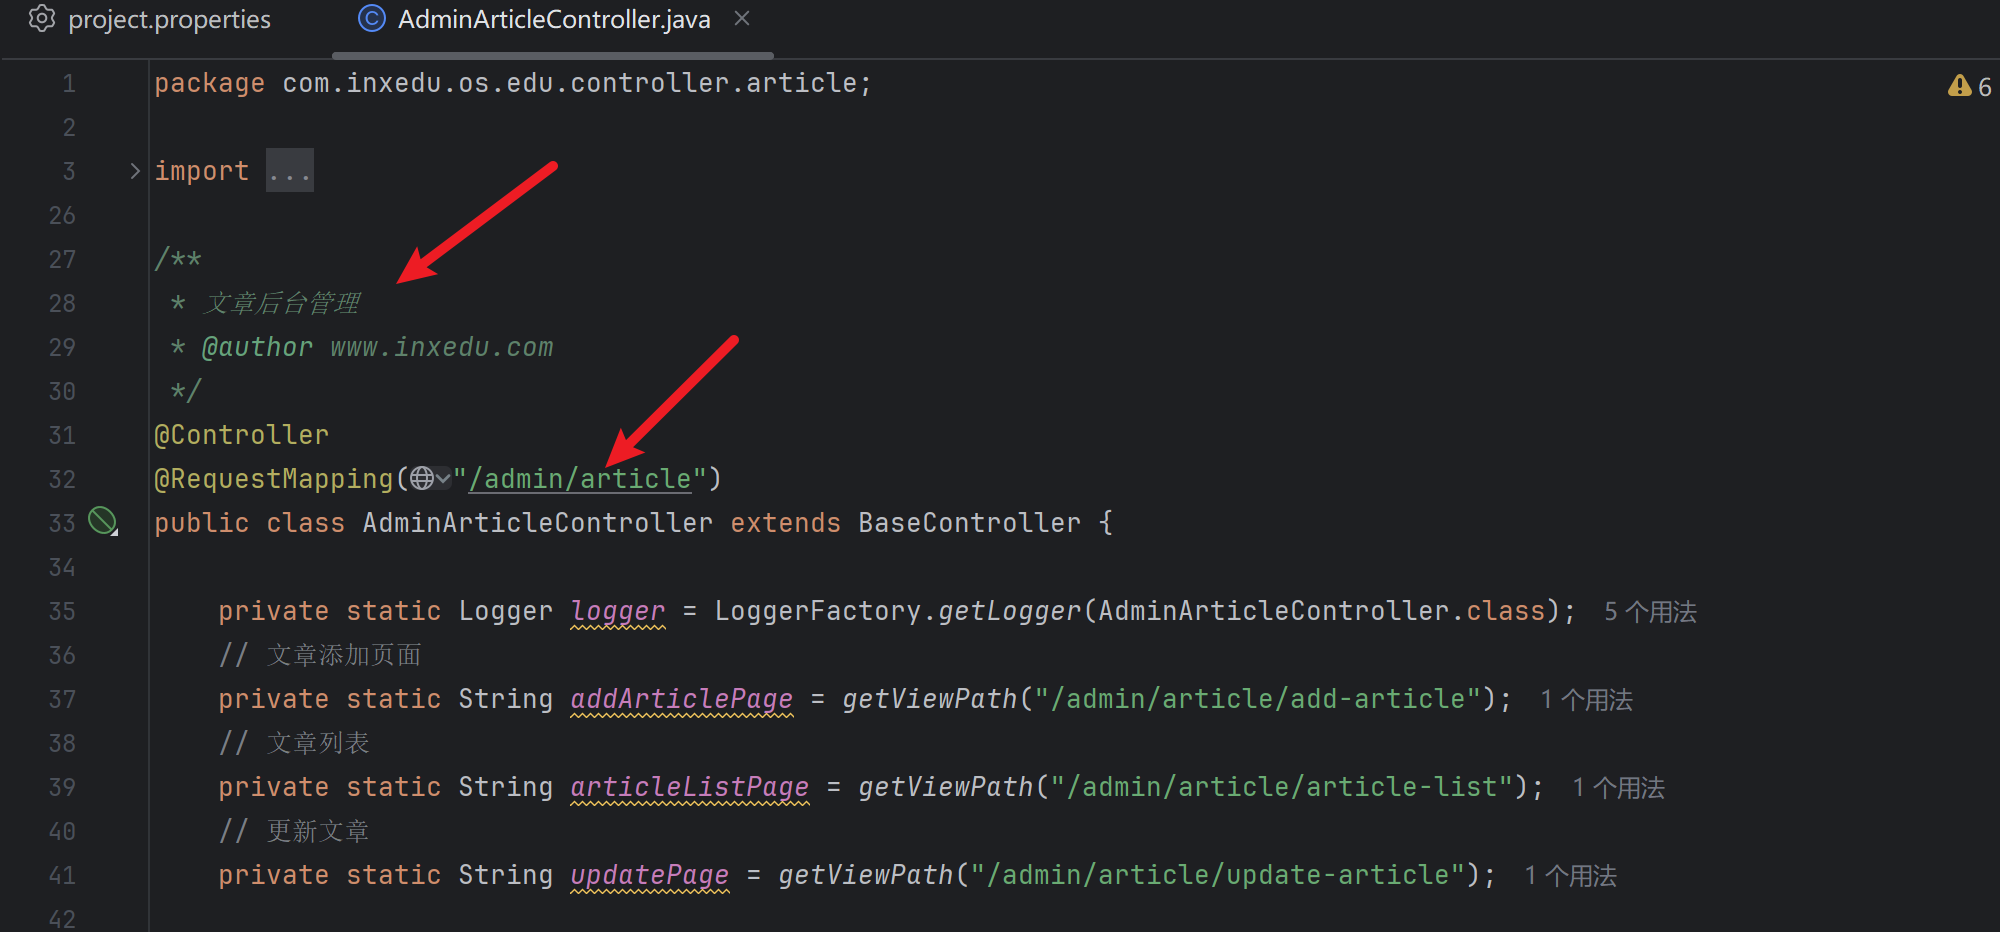 project.properties
AdminArticleController.java
6
1 package com.inxedu.os.edu.controller.article;
2
3 import ...
26
27 /**
28 * 文章后台管理
29 * @author www.inxedu.com
30 */
31 @Controller
32 @RequestMapping("/admin/article")
33 public class AdminArticleController extends BaseController {
34
35 private static Logger logger = LoggerFactory.getLogger(AdminArticleController.class); 5 个用法
36 // 文章添加页面
37 private static String addArticlePage = getViewPath("/admin/article/add-article"); 1 个用法
38 // 文章列表
39 private static String articleListPage = getViewPath("/admin/article/article-list"); 1 个用法
40 // 更新文章
41 private static String updatePage = getViewPath("/admin/article/update-article"); 1 个用法
42